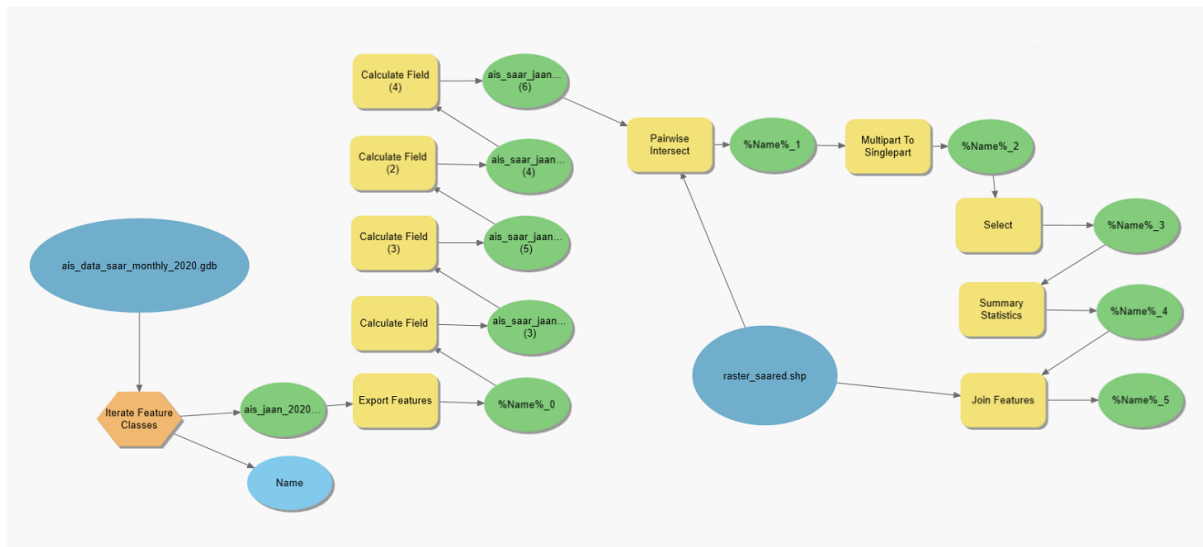 ais_data_saar_monthly_2020.gdb
Iterate Feature
Classes
ais_jaan_2020...
Name
Export Features
%Name%_0
Calculate Field
ais_saar_jaan...
(3)
Calculate Field
(3)
ais_saar_jaan...
(5)
Calculate Field
(2)
ais_saar_jaan...
(4)
Calculate Field
(4)
ais_saar_jaan...
(6)
Pairwise
Intersect
%Name%_1
Multipart To
Singlepart
%Name%_2
Select
%Name%_3
Summary
Statistics
%Name%_4
raster_saared.shp
Join Features
%Name%_5